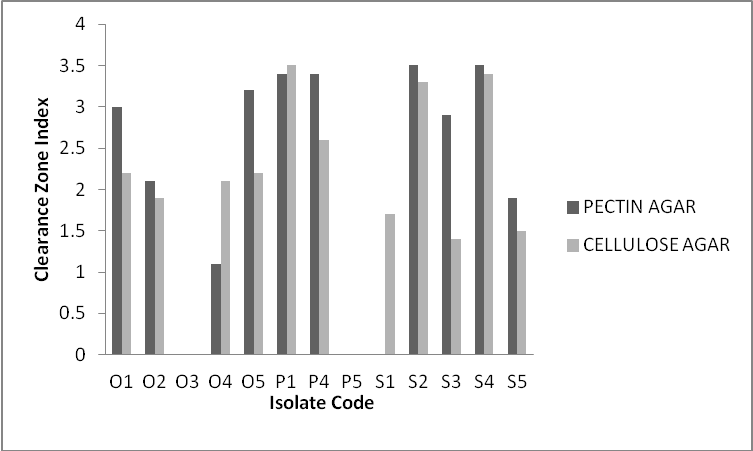 4
3.5
3
2.5
2
1.5
1
0.5
0
Clearance Zone Index
O1 O2 O3 O4 O5 P1 P4 P5 S1 S2 S3 S4 S5
Isolate Code
PECTIN AGAR
CELLULOSE AGAR